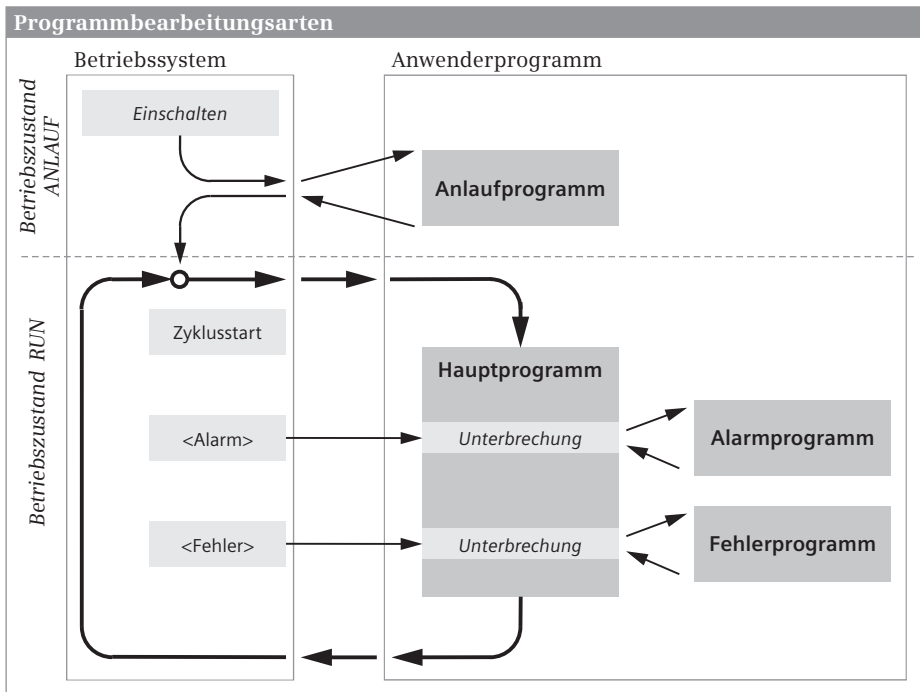 Programmbearbeitungsarten
Betriebssystem
Anwenderprogramm
Betriebszustand
ANLAUF
Einschalten
Anlaufprogramm
Betriebszustand RUN
Zyklusstart
Hauptprogramm
<Alarm>
Unterbrechung
Alarmprogramm
<Fehler>
Unterbrechung
Fehlerprogramm